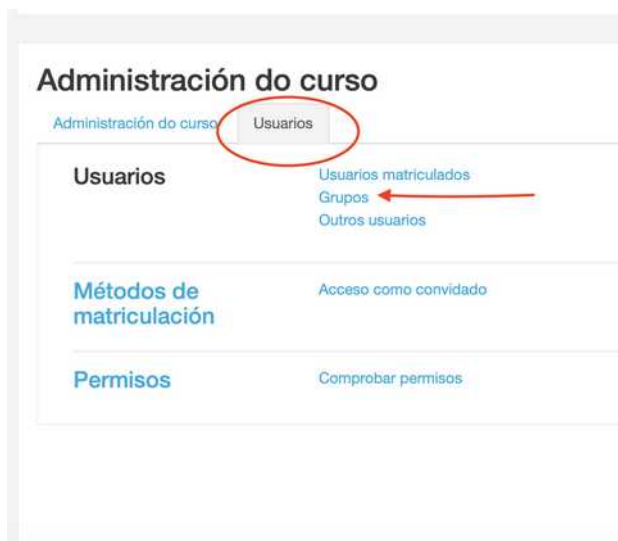 Administración do curso
Administración do curso Usuarios
Usuarios Usuarios matriculados
Grupos
Outros usuarios
Métodos de Acceso como convidado
matriculación
Permisos Comprobar permisos